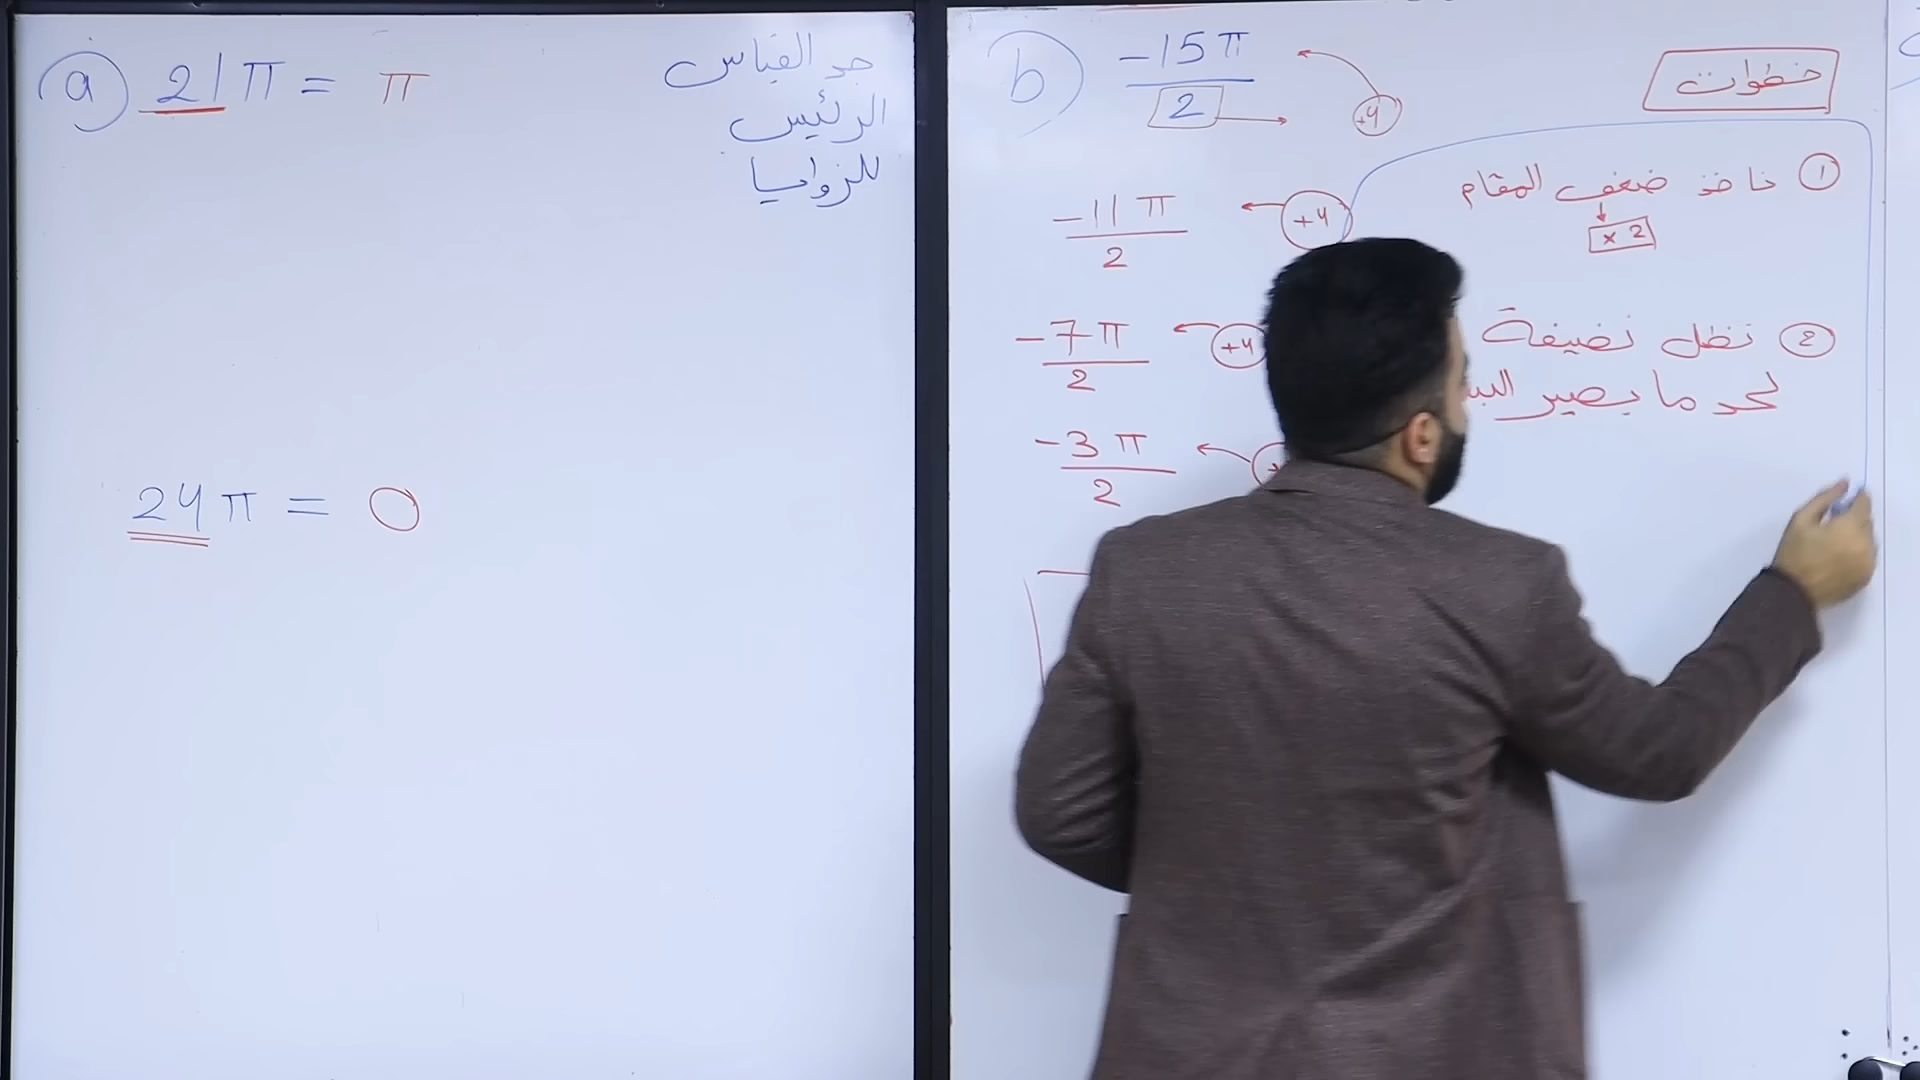 a 21π = π
جد القياس
الرئيس
للزوايا
24π = 0
b -15π / 2
+4
خطوات
-11π / 2
+4
① ناخذ ضعف المقام
× 2
-7π / 2
+4
② نظل نضيفة
لحد ما يصير
-3π / 2